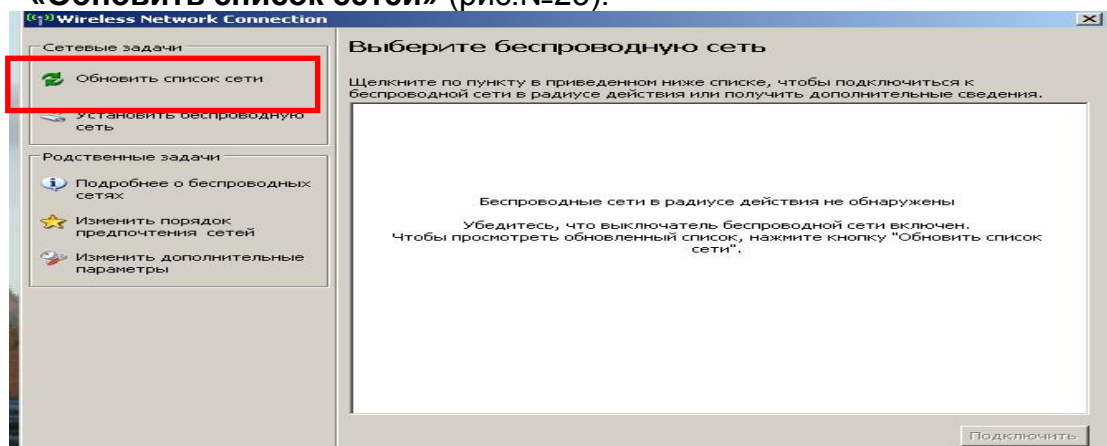 «Обновить список сетей» (рис.№28).
Wireless Network Connection
Сетевые задачи
Обновить список сети
Установить беспроводную
сеть
Родственные задачи
Подробнее о беспроводных
сетях
Изменить порядок
предпочтения сетей
Изменить дополнительные
параметры
Выберите беспроводную сеть
Щелкните по пункту в приведенном ниже списке, чтобы подключиться к
беспроводной сети в радиусе действия или получить дополнительные сведения.
Беспроводные сети в радиусе действия не обнаружены
Убедитесь, что выключатель беспроводной сети включен.
Чтобы просмотреть обновленный список, нажмите кнопку "Обновить список
сети".
Подключить